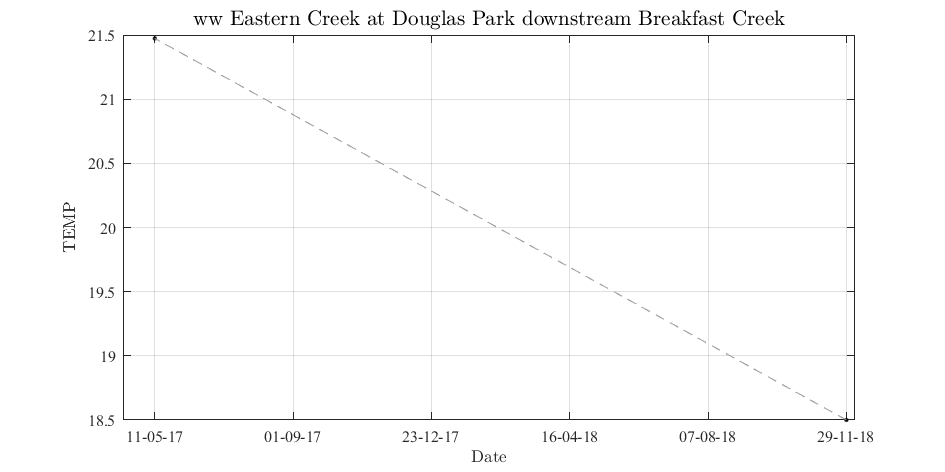 ww Eastern Creek at Douglas Park downstream Breakfast Creek
21.5
21
20.5
20
19.5
19
18.5
TEMP
11-05-17 01-09-17 23-12-17 16-04-18 07-08-18 29-11-18
Date